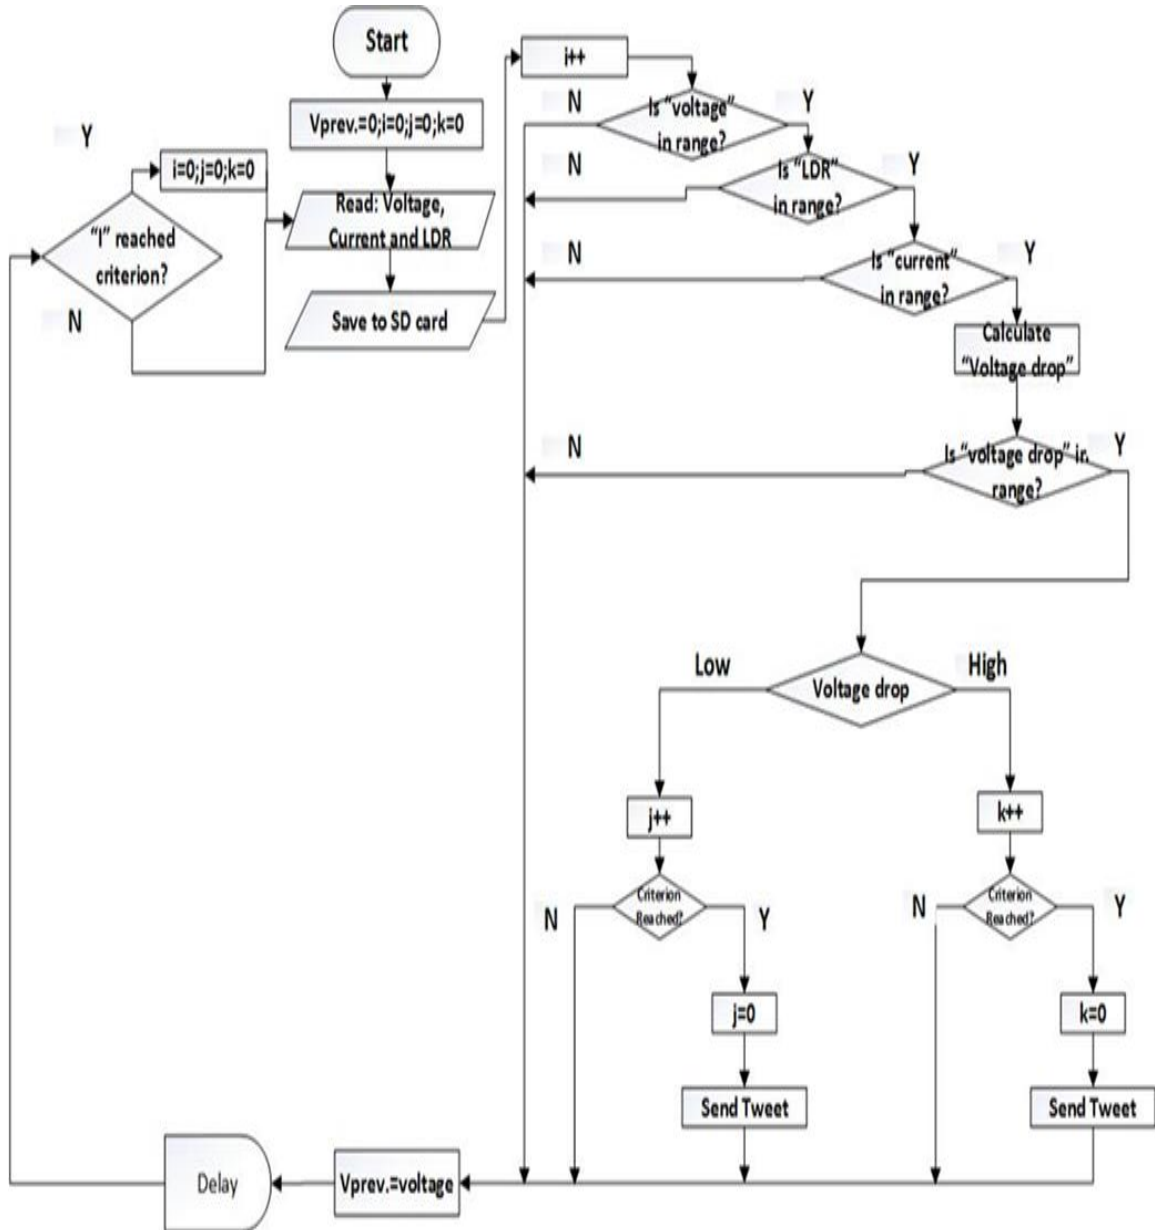 Start
Vprev.=0;i=0;j=0;k=0
Read: Voltage,
Current and LDR
Save to SD card
Y
i=0;j=0;k=0
"I" reached
criterion?
N
i++
N
Is "voltage"
in range?
Y
N
Is "LDR"
in range?
Y
N
Is "current"
in range?
Y
Calculate
"Voltage drop"
N
Is "voltage drop" in
range?
Y
Low
Voltage drop
High
j++
k++
N
Criterion
Reached?
Y
N
Criterion
Reached?
Y
j=0
k=0
Send Tweet
Send Tweet
Delay
Vprev.=voltage